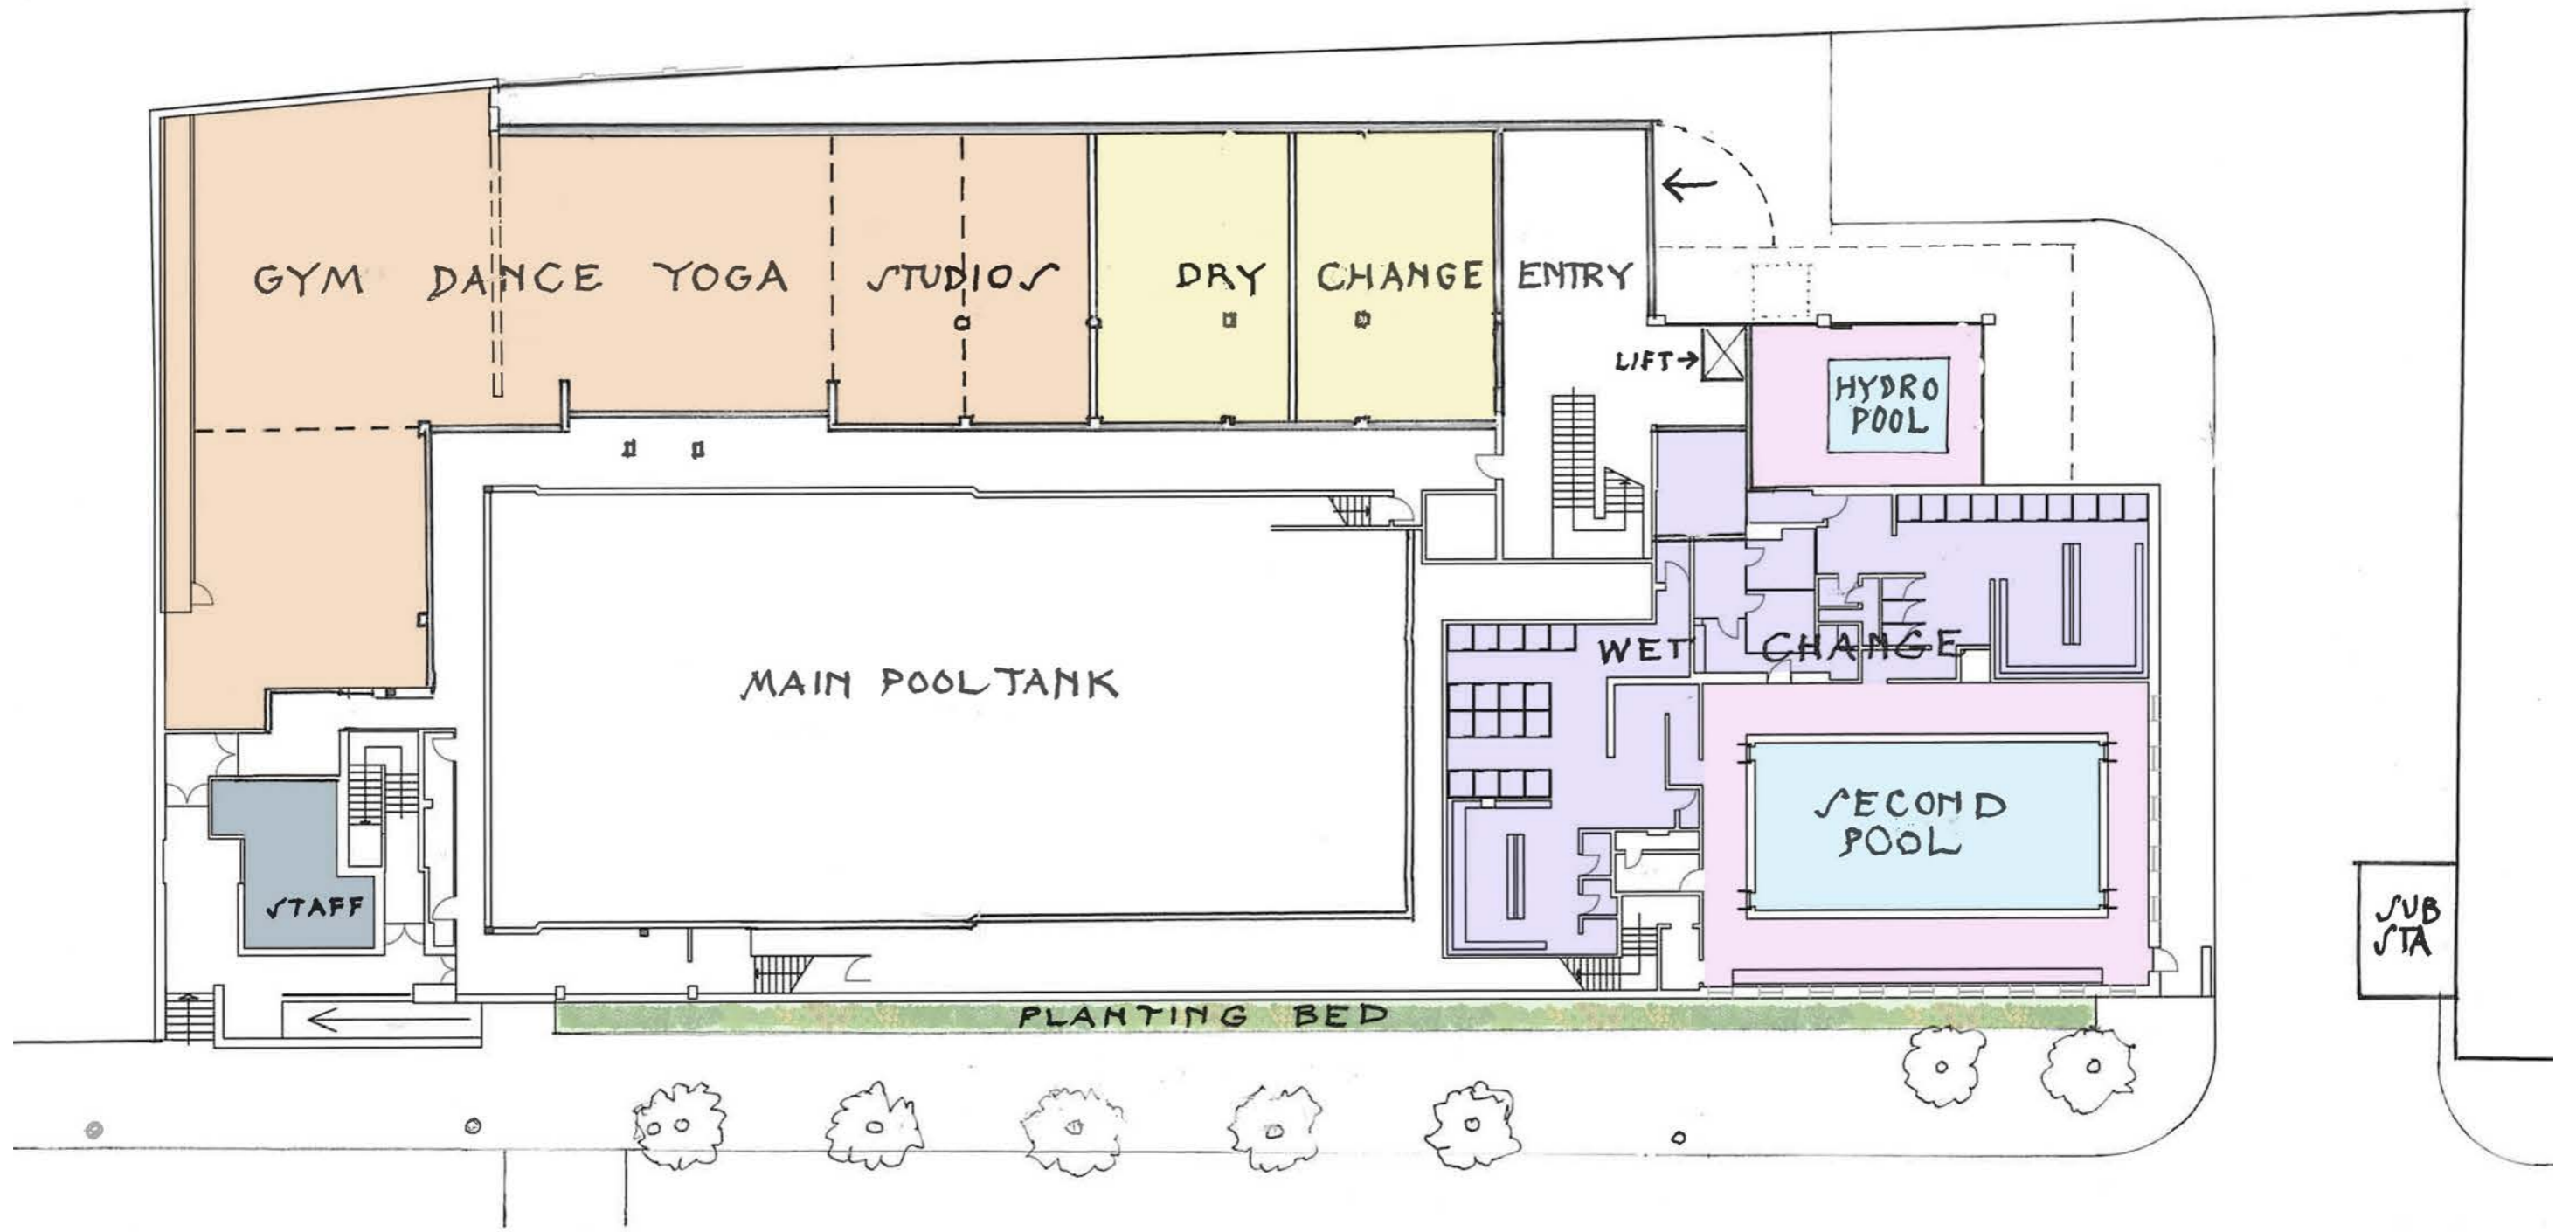 GYM DANCE YOGA STUDIOS DRY CHANGE ENTRY
LIFT→
HYDRO
POOL
WET CHANGE
MAIN POOL TANK
SECOND
POOL
STAFF
SUB
STA
PLANTING BED